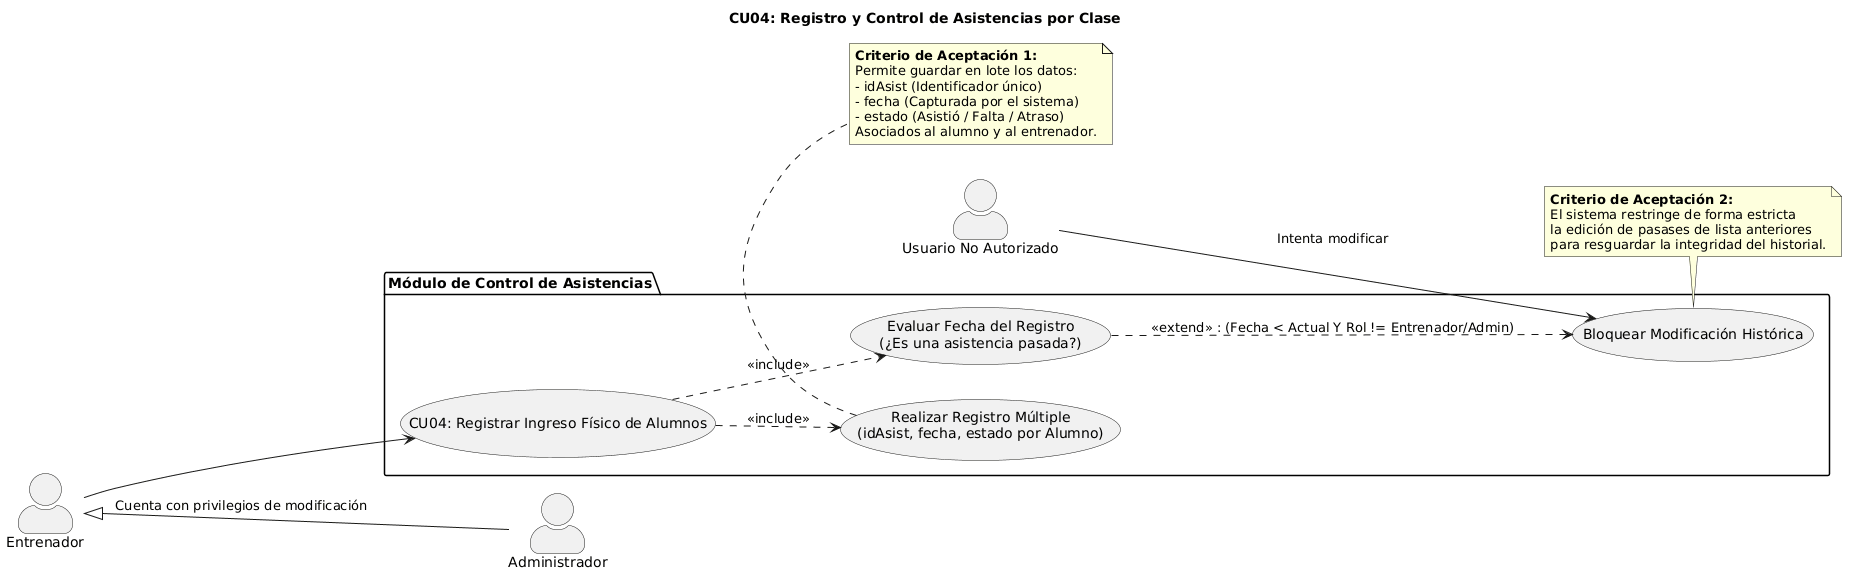 CU04: Registro y Control de Asistencias por Clase
Criterio de Aceptación 1:
Permite guardar en lote los datos:
- idAsist (Identificador único)
- fecha (Capturada por el sistema)
- estado (Asistió / Falta / Atraso)
Asociados al alumno y al entrenador.
Usuario No Autorizado
Intenta modificar
Criterio de Aceptación 2:
El sistema restringe de forma estricta
la edición de pasases de lista anteriores
para resguardar la integridad del historial.
Módulo de Control de Asistencias
Evaluar Fecha del Registro
(¿Es una asistencia pasada?)
«extend» : (Fecha < Actual Y Rol != Entrenador/Admin)
Bloquear Modificación Histórica
«include»
CU04: Registrar Ingreso Físico de Alumnos
«include»
Realizar Registro Múltiple
(idAsist, fecha, estado por Alumno)
Cuenta con privilegios de modificación
Entrenador
Administrador